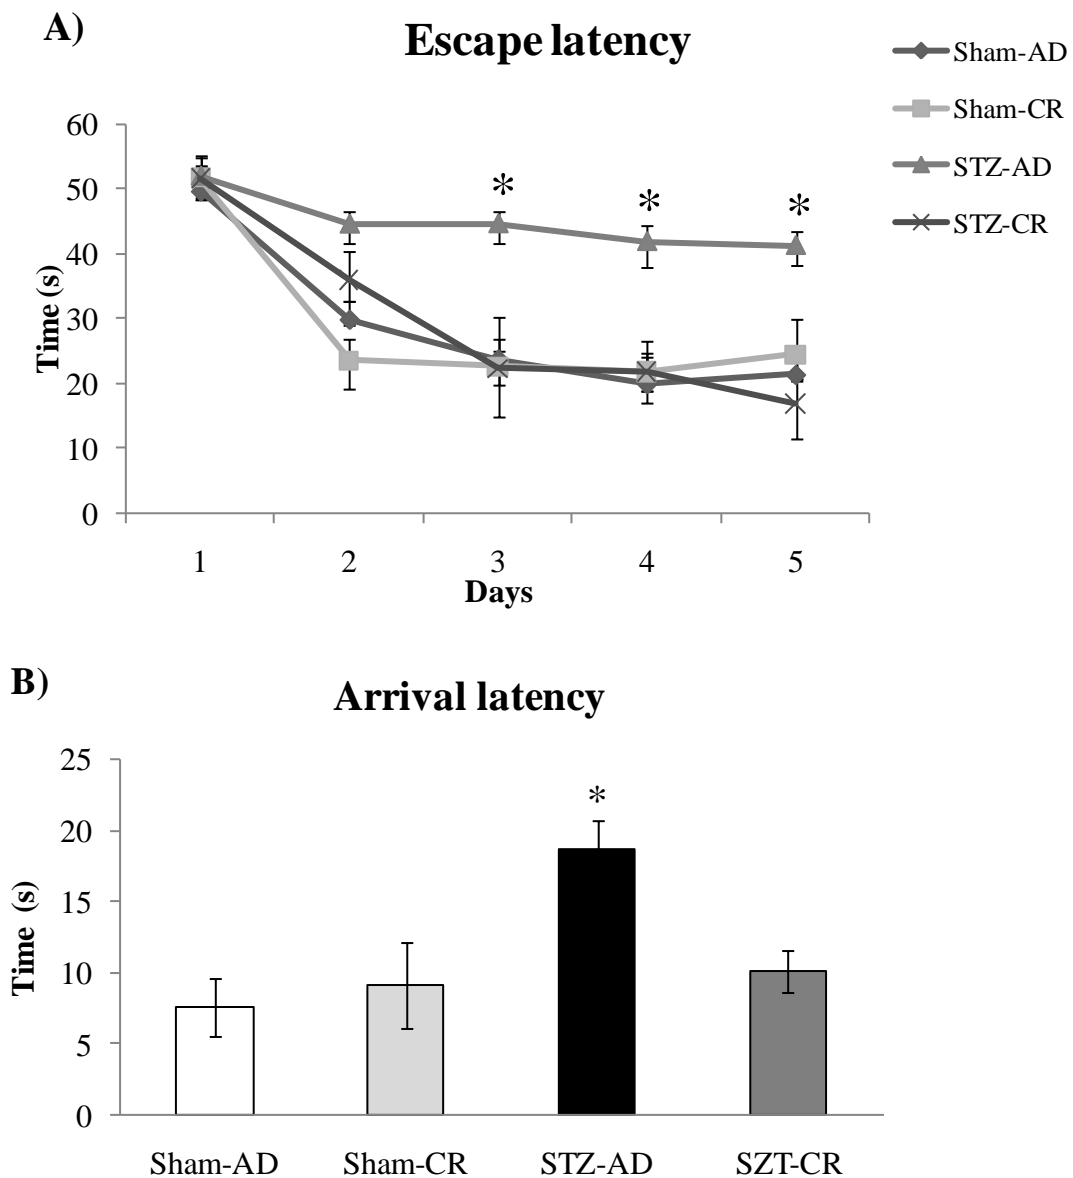 A)
Escape latency
Sham-AD
Sham-CR
STZ-AD
STZ-CR
60
50
40
30
20
10
0
Time (s)
* * *
1 2 3 4 5
Days
B)
Arrival latency
25
20
15
10
5
0
Time (s)
*
Sham-AD Sham-CR STZ-AD SZT-CR